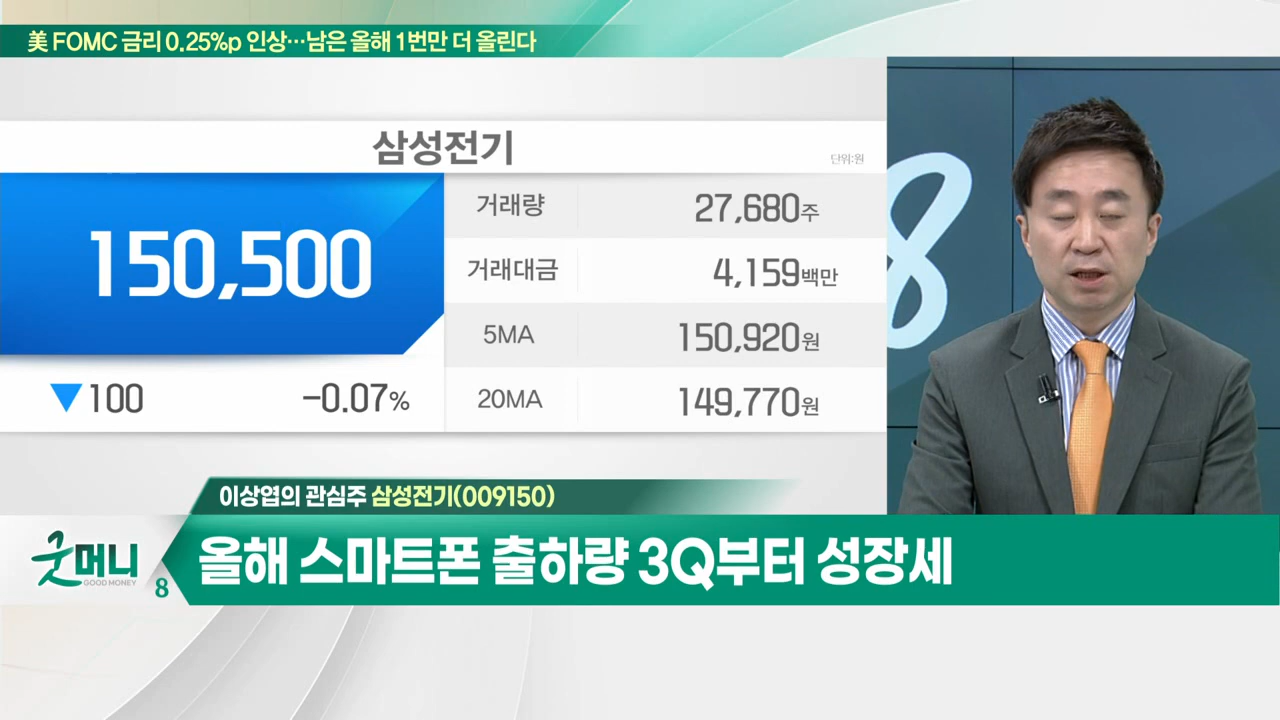 美 FOMC 금리 0.25%p 인상…남은 올해 1번만 더 올린다
삼성전기
단위:원
150,500
▼100 -0.07%
거래량 27,680주
거래대금 4,159백만
5MA 150,920원
20MA 149,770원
8
이상엽의 관심주 삼성전기(009150)
굿머니
GOOD MONEY
8
올해 스마트폰 출하량 3Q부터 성장세